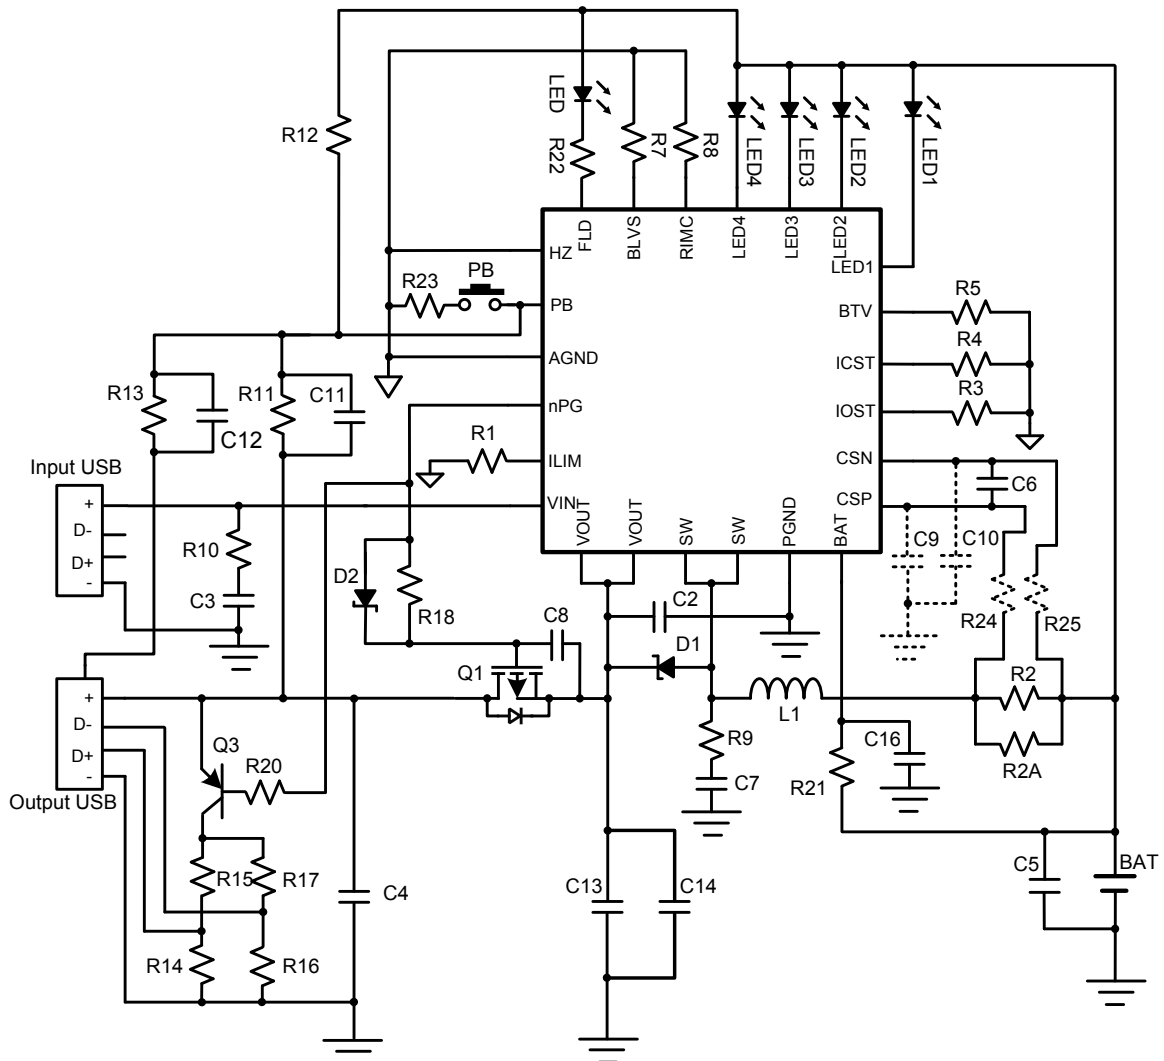 LED
R12
R22
R7
R8
LED4
LED3
LED2
LED1
FLD
BLVS
RIMC
LED4
LED3
LED2
LED1
HZ
R23
PB
PB
AGND
BTV
R5
ICST
R4
IOST
R3
R13
C12
R11
C11
nPG
R1
ILIM
CSN
C6
CSP
Input USB
+
D-
D+
-
VIN
VOUT
VOUT
SW
SW
PGND
BAT
C9
C10
R10
C3
D2
R18
C2
R24
R25
C8
D1
Q1
R2
L1
R2A
+
D-
D+
-
Output USB
Q3
R20
R9
C7
C16
R21
R15
R17
C4
C13
C14
C5
BAT
R14
R16